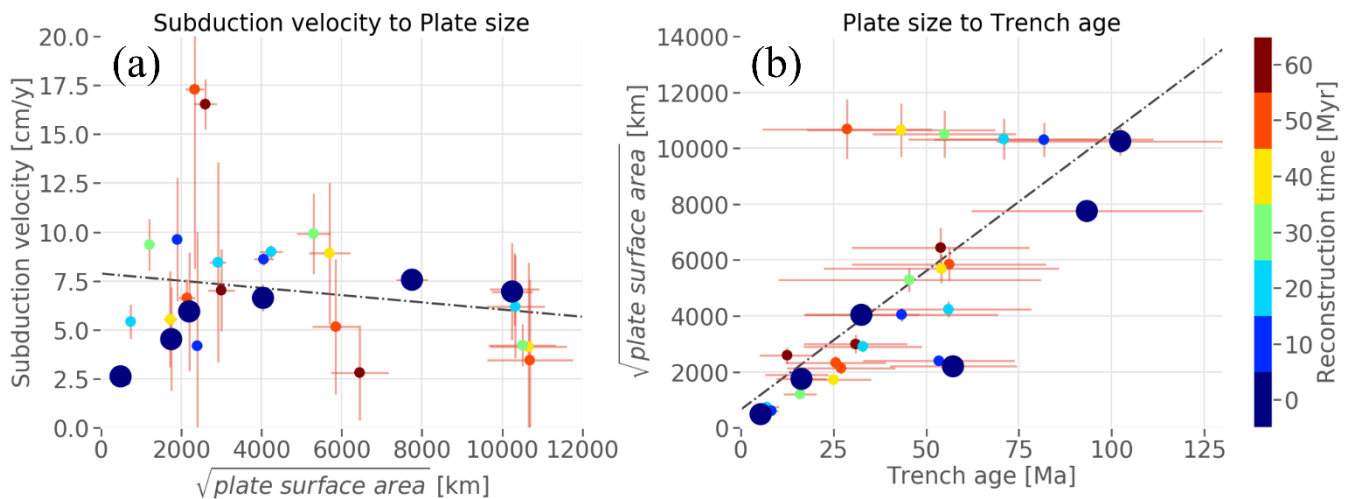 Subduction velocity to Plate size
(a)
Subduction velocity [cm/y]
20.0
17.5
15.0
12.5
10.0
7.5
5.0
2.5
0.0
0 2000 4000 6000 8000 10000 12000
√plate surface area [km]
Plate size to Trench age
(b)
√plate surface area [km]
14000
12000
10000
8000
6000
4000
2000
0
0 25 50 75 100 125
Trench age [Ma]
60
50
40
30
20
10
0
Reconstruction time [Myr]